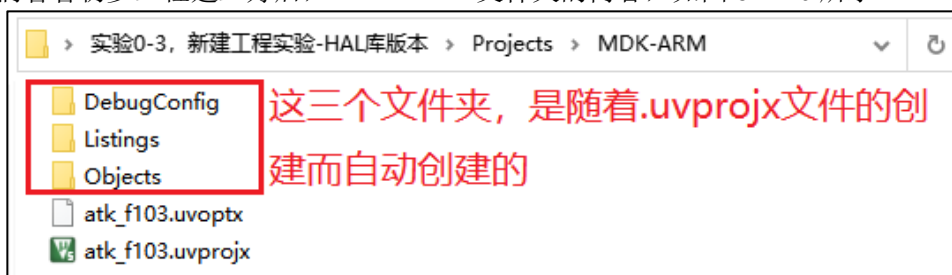 实验0-3，新建工程实验-HAL库版本 > Projects > MDK-ARM
DebugConfig
Listings
Objects
atk_f103.uvoptx
atk_f103.uvprojx
这三个文件夹，是随着.uvprojx文件的创
建而自动创建的